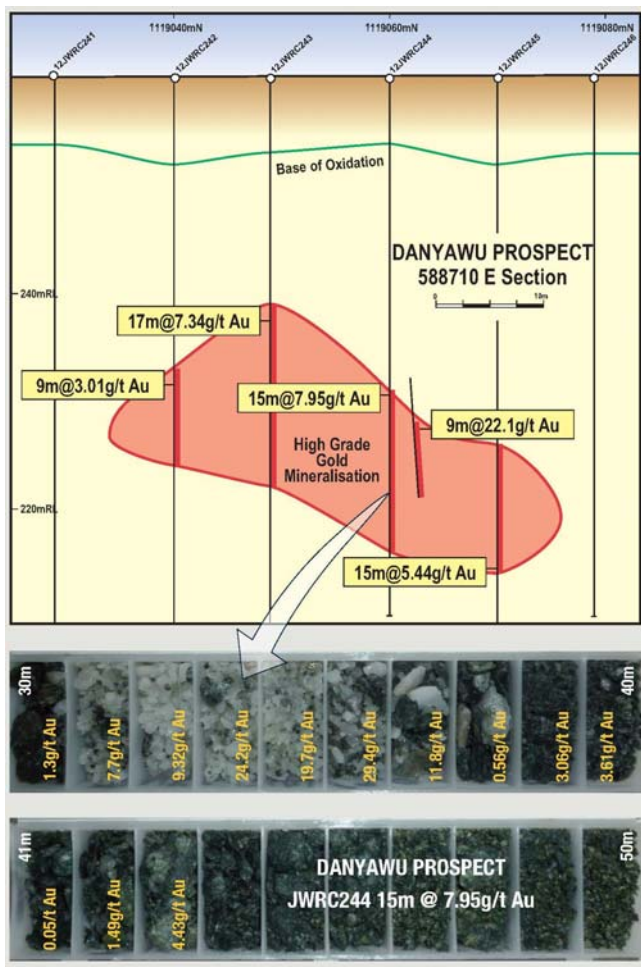 1119040mN
1119060mN
1119080mN
12JWRC241
12JWRC242
12JWRC243
12JWRC244
12JWRC245
12JWRC246
Base of Oxidation
DANYAWU PROSPECT
588710 E Section
0
10m
240mRL
17m@7.34g/t Au
9m@3.01g/t Au
15m@7.95g/t Au
9m@22.1g/t Au
High Grade
Gold
Mineralisation
220mRL
15m@5.44g/t Au
30m
40m
1.3g/t Au
7.7g/t Au
9.32g/t Au
24.2g/t Au
19.7g/t Au
29.4g/t Au
11.8g/t Au
0.56g/t Au
3.06g/t Au
3.61g/t Au
41m
50m
0.05/t Au
1.49g/t Au
4.43g/t Au
DANYAWU PROSPECT
JWRC244 15m @ 7.95g/t Au